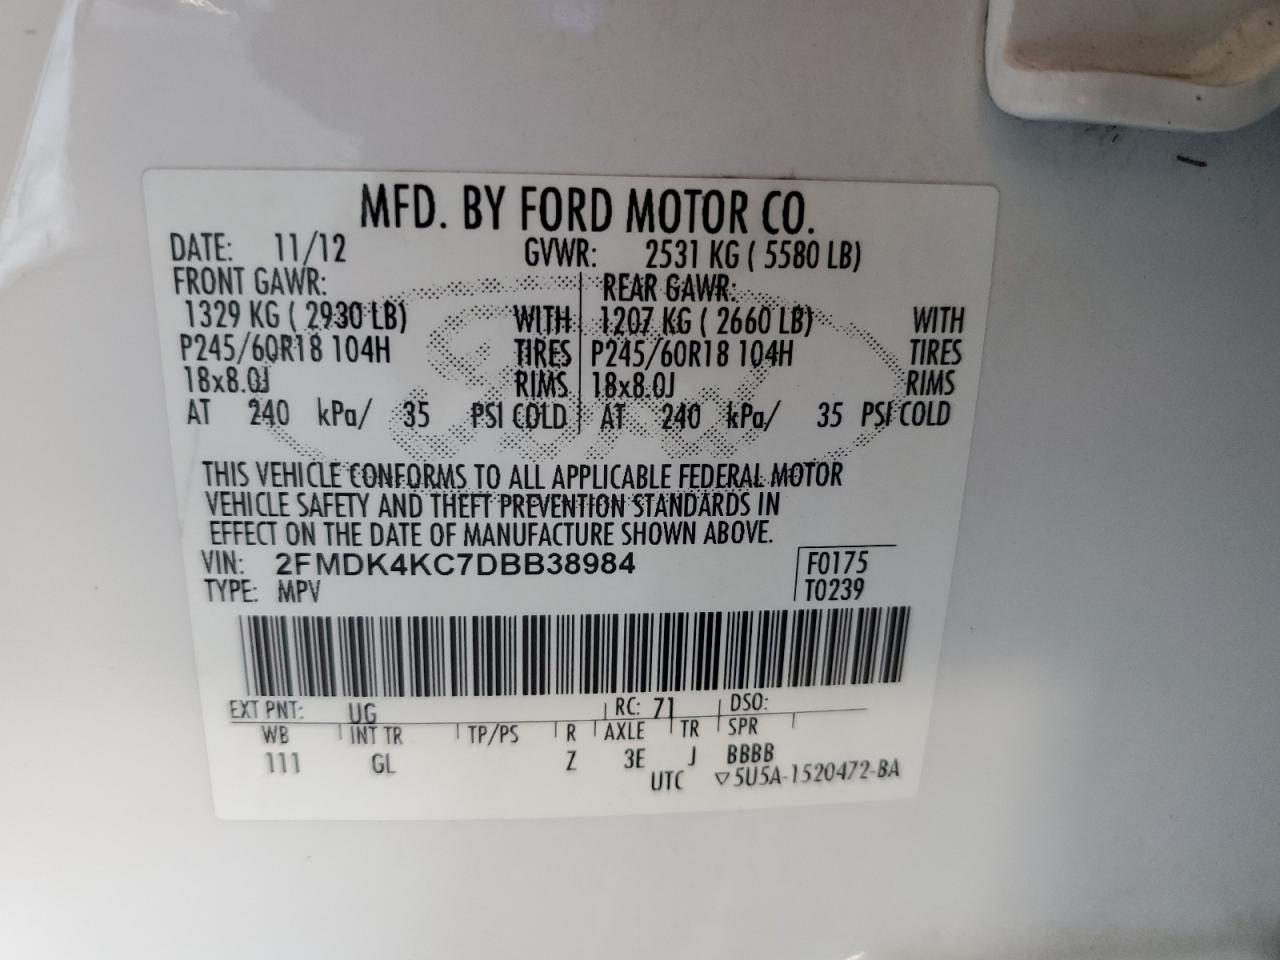 MFD. BY FORD MOTOR CO.
DATE: 11/12 GVWR: 2531 KG ( 5580 LB)
FRONT GAWR: REAR GAWR:
1329 KG ( 2930 LB) WITH 1207 KG ( 2660 LB) WITH
P245/60R18 104H TIRES P245/60R18 104H TIRES
18x8.0J RIMS 18x8.0J RIMS
AT 240 kPa/ 35 PSI COLD AT 240 kPa/ 35 PSI COLD
Ford
THIS VEHICLE CONFORMS TO ALL APPLICABLE FEDERAL MOTOR
VEHICLE SAFETY AND THEFT PREVENTION STANDARDS IN
EFFECT ON THE DATE OF MANUFACTURE SHOWN ABOVE.
VIN: 2FMDK4KC7DBB38984 F0175
TYPE: MPV T0239
EXT PNT: UG RC: 71 DSO:
WB INT TR TP/PS R AXLE TR SPR
111 GL Z 3E J BBBB
UTC ▽5U5A-1520472-BA